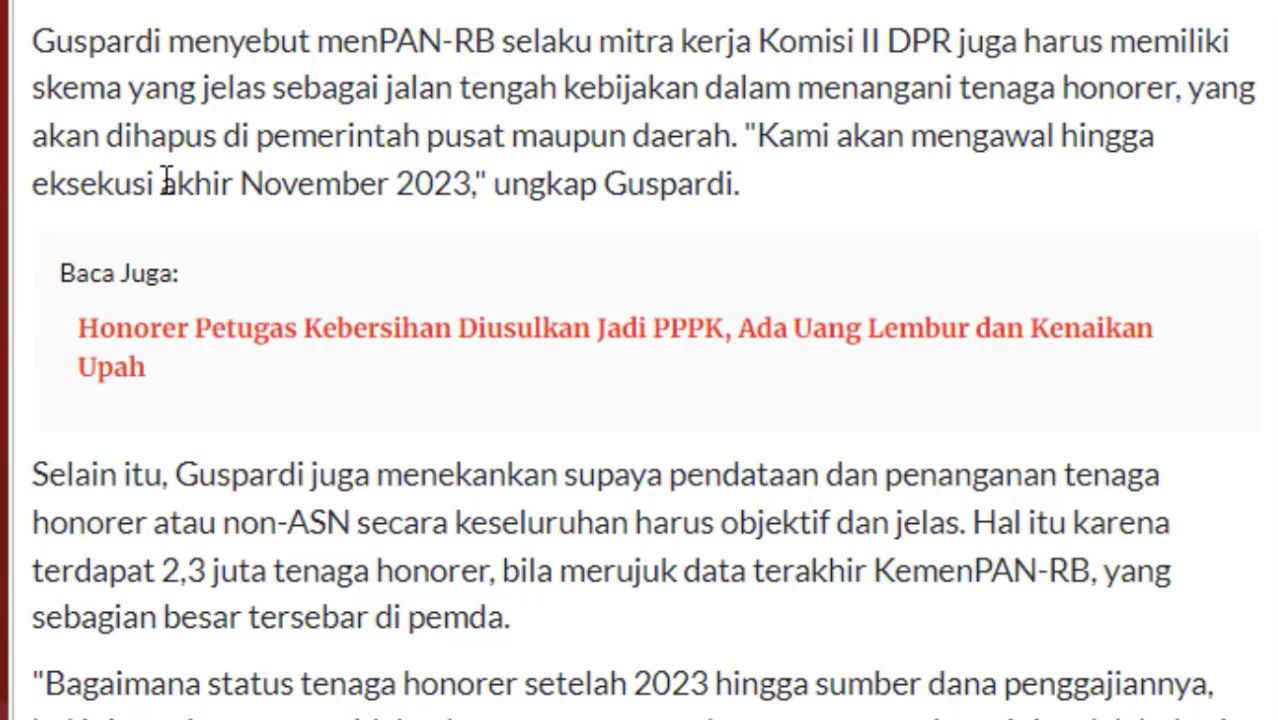 Guspardi menyebut menPAN-RB selaku mitra kerja Komisi II DPR juga harus memiliki
skema yang jelas sebagai jalan tengah kebijakan dalam menangani tenaga honorer, yang
akan dihapus di pemerintah pusat maupun daerah. "Kami akan mengawal hingga
eksekusi akhir November 2023," ungkap Guspardi.
Baca Juga:
Honorer Petugas Kebersihan Diusulkan Jadi PPPK, Ada Uang Lembur dan Kenaikan
Upah
Selain itu, Guspardi juga menekankan supaya pendataan dan penanganan tenaga
honorer atau non-ASN secara keseluruhan harus objektif dan jelas. Hal itu karena
terdapat 2,3 juta tenaga honorer, bila merujuk data terakhir KemenPAN-RB, yang
sebagian besar tersebar di pemda.
"Bagaimana status tenaga honorer setelah 2023 hingga sumber dana penggajiannya,